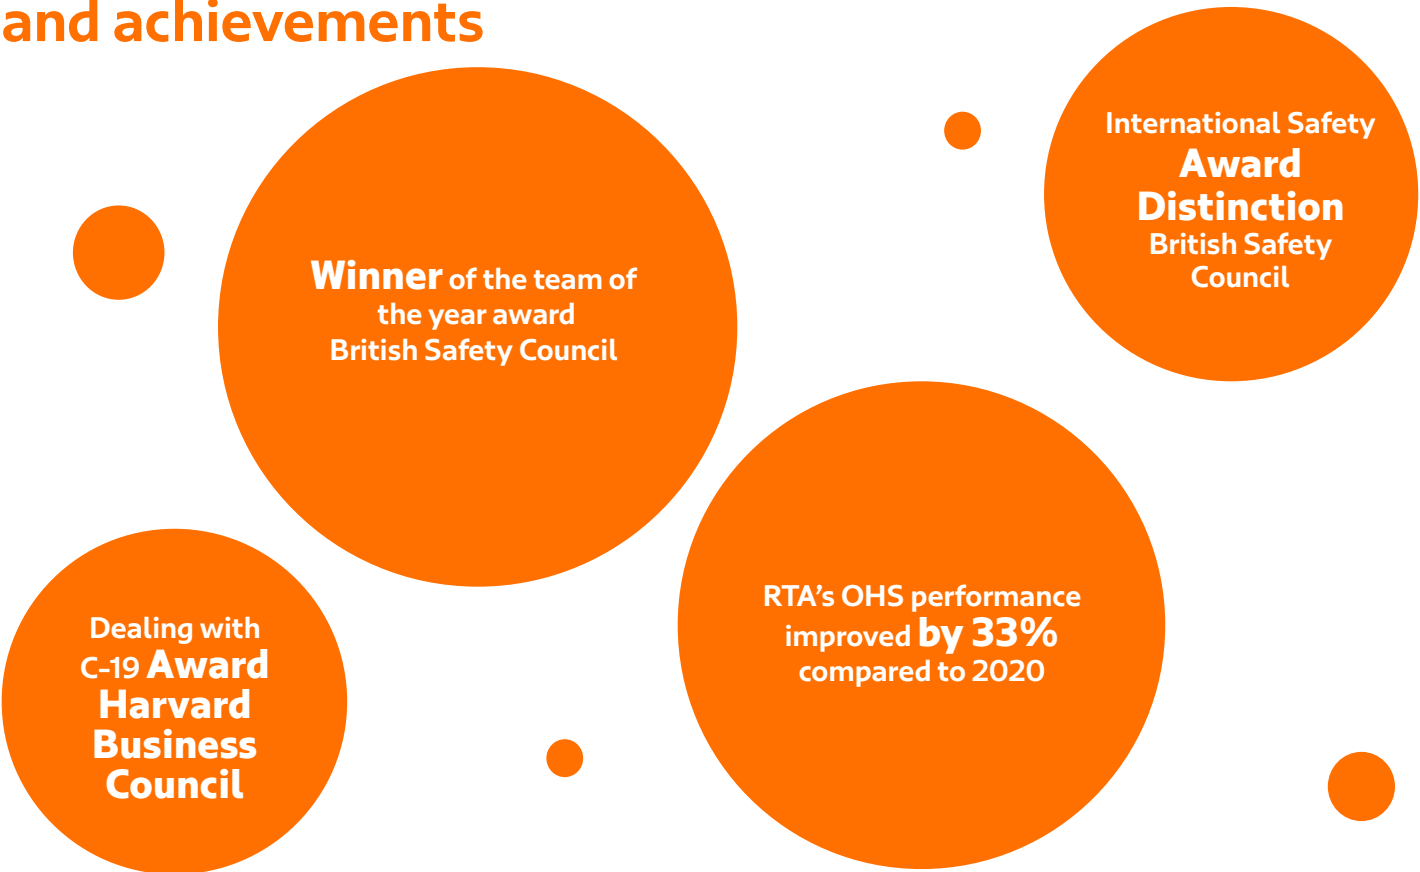 and achievements
International Safety
Award
Distinction
British Safety
Council
Winner of the team of
the year award
British Safety Council
RTA's OHS performance
improved by 33%
compared to 2020
Dealing with
C-19 Award
Harvard
Business
Council